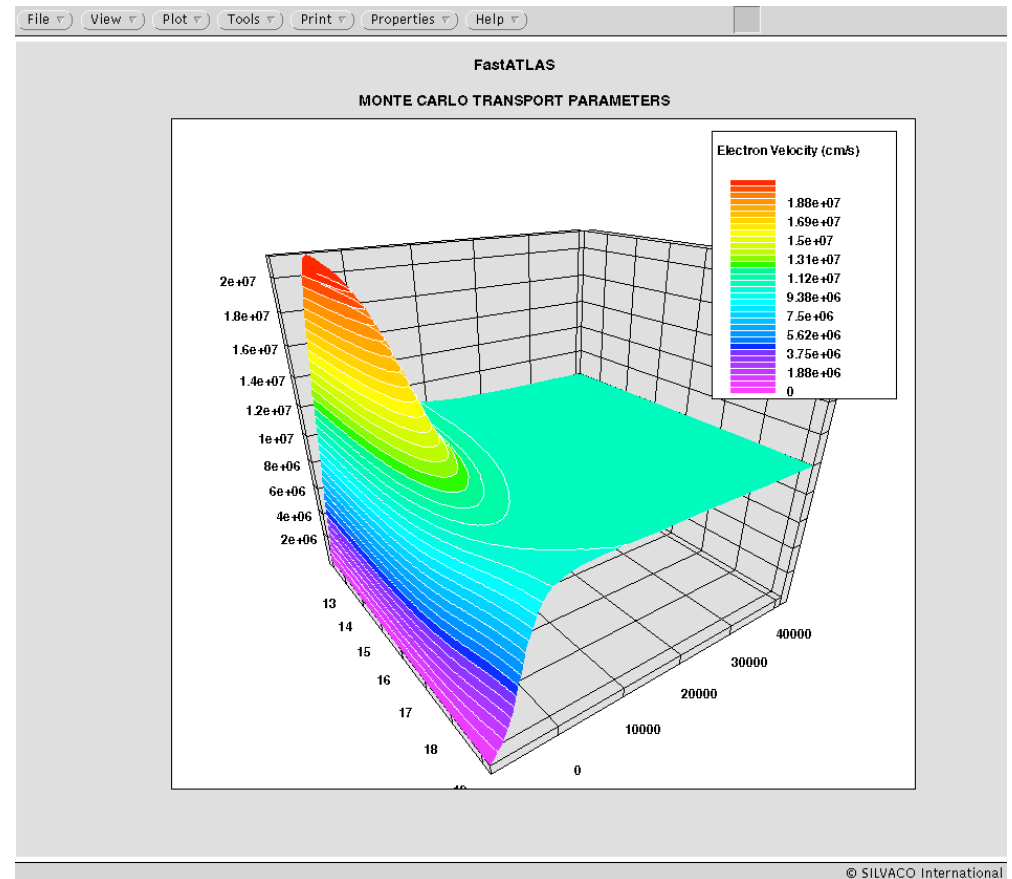 File View Plot Tools Print Properties Help
FastATLAS
MONTE CARLO TRANSPORT PARAMETERS
Electron Velocity (cm/s)
1.88e+07
1.69e+07
1.5e+07
1.31e+07
1.12e+07
9.38e+06
7.5e+06
5.62e+06
3.75e+06
1.88e+06
0
2e+07
1.8e+07
1.6e+07
1.4e+07
1.2e+07
1e+07
8e+06
6e+06
4e+06
2e+06
13
14
15
16
17
18
0
10000
20000
30000
40000
© SILVACO International